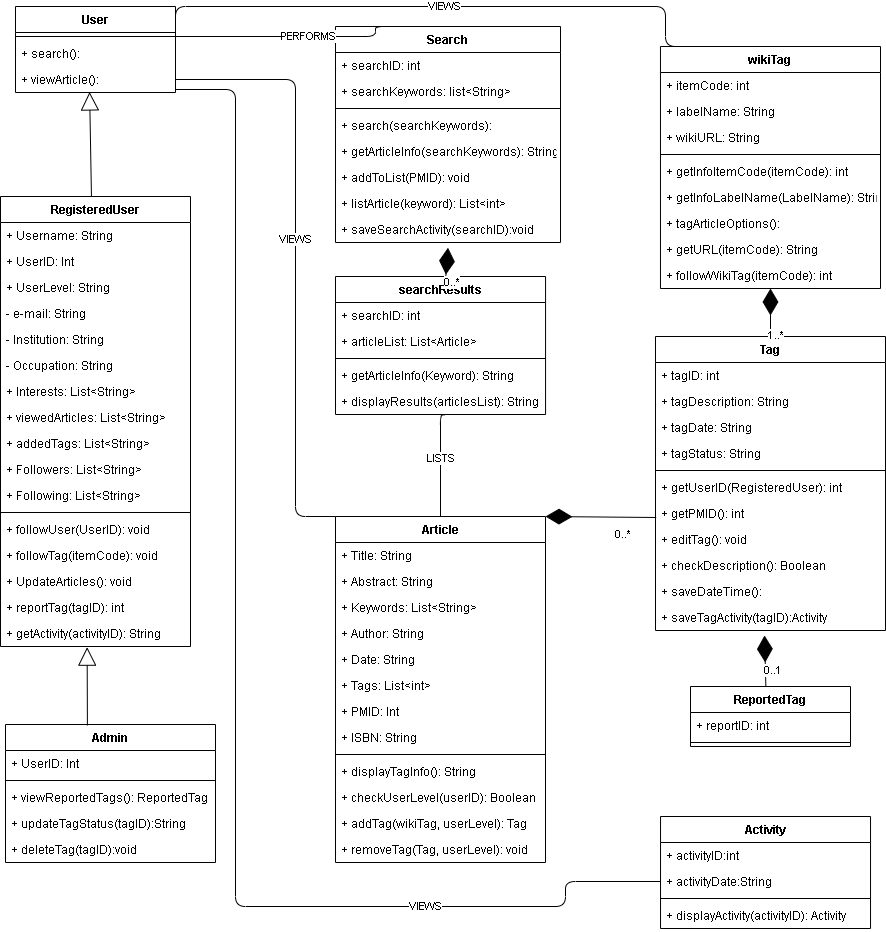 User
+ search():
+ viewArticle():
VIEWS
PERFORMS
Search
+ searchID: int
+ searchKeywords: list<String>
+ search(searchKeywords):
+ getArticleInfo(searchKeywords): String
+ addToList(PMID): void
+ listArticle(keyword): List<int>
+ saveSearchActivity(searchID):void
wikiTag
+ itemCode: int
+ labelName: String
+ wikiURL: String
+ getInfoItemCode(itemCode): int
+ getInfoLabelName(LabelName): Stri
+ tagArticleOptions():
+ getURL(itemCode): String
+ followWikiTag(itemCode): int
RegisteredUser
+ Username: String
+ UserID: Int
+ UserLevel: String
- e-mail: String
- Institution: String
- Occupation: String
+ Interests: List<String>
+ viewedArticles: List<String>
+ addedTags: List<String>
+ Followers: List<String>
+ Following: List<String>
+ followUser(UserID): void
+ followTag(itemCode): void
+ UpdateArticles(): void
+ reportTag(tagID): int
+ getActivity(activityID): String
VIEWS
0..*
searchResults
+ searchID: int
+ articleList: List<Article>
+ getArticleInfo(Keyword): String
+ displayResults(articlesList): String
1..*
Tag
+ tagID: int
+ tagDescription: String
+ tagDate: String
+ tagStatus: String
+ getUserID(RegisteredUser): int
+ getPMID(): int
+ editTag(): void
+ checkDescription(): Boolean
+ saveDateTime():
+ saveTagActivity(tagID):Activity
LISTS
0..*
Article
+ Title: String
+ Abstract: String
+ Keywords: List<String>
+ Author: String
+ Date: String
+ Tags: List<int>
+ PMID: Int
+ ISBN: String
+ displayTagInfo(): String
+ checkUserLevel(userID): Boolean
+ addTag(wikiTag, userLevel): Tag
+ removeTag(Tag, userLevel): void
0..1
ReportedTag
+ reportID: int
Admin
+ UserID: Int
+ viewReportedTags(): ReportedTag
+ updateTagStatus(tagID):String
+ deleteTag(tagID):void
Activity
+ activityID:int
+ activityDate:String
+ displayActivity(activityID): Activity
VIEWS